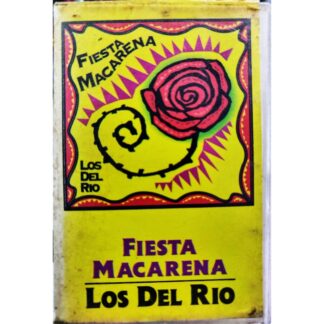 FIESTA
MACARENA
LOS
DEL
RIO
FIESTA
MACARENA
LOS DEL RIO